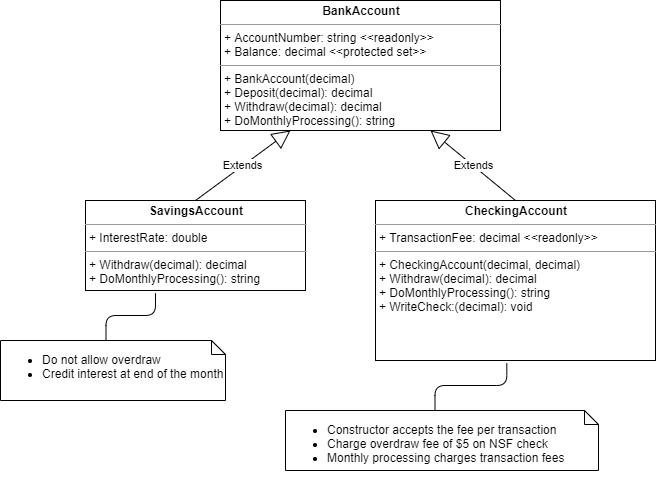 BankAccount
+ AccountNumber: string <<readonly>>
+ Balance: decimal <<protected set>>
+ BankAccount(decimal)
+ Deposit(decimal): decimal
+ Withdraw(decimal): decimal
+ DoMonthlyProcessing(): string
Extends
Extends
SavingsAccount
+ InterestRate: double
+ Withdraw(decimal): decimal
+ DoMonthlyProcessing(): string
CheckingAccount
+ TransactionFee: decimal <<readonly>>
+ CheckingAccount(decimal, decimal)
+ Withdraw(decimal): decimal
+ DoMonthlyProcessing(): string
+ WriteCheck:(decimal): void
• Do not allow overdraw
• Credit interest at end of the month
• Constructor accepts the fee per transaction
• Charge overdraw fee of $5 on NSF check
• Monthly processing charges transaction fees